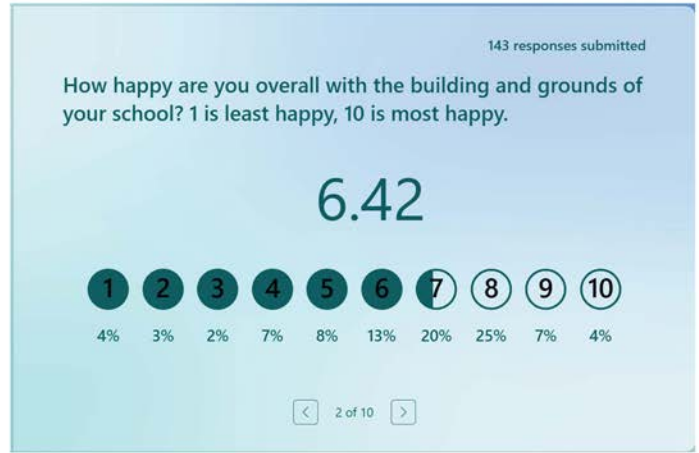 143 responses submitted
How happy are you overall with the building and grounds of
your school? 1 is least happy, 10 is most happy.
6.42
1 2 3 4 5 6 7 8 9 10
4% 3% 2% 7% 8% 13% 20% 25% 7% 4%
< 2 of 10 >